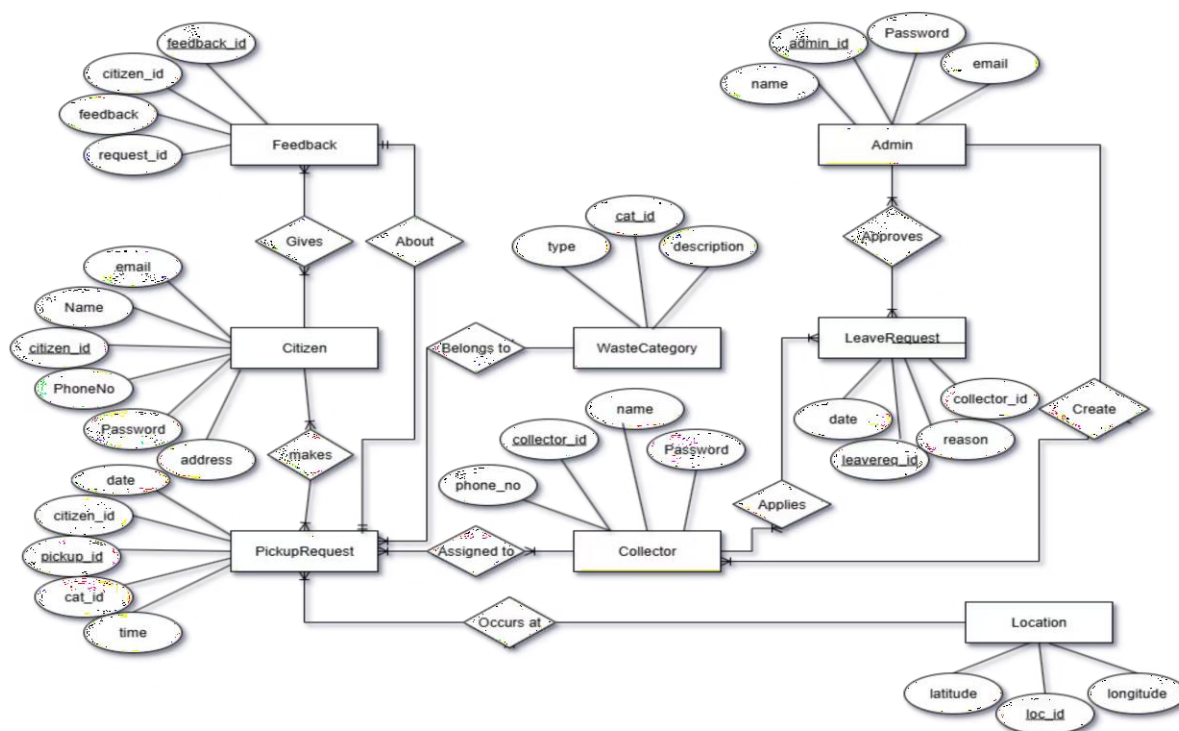 feedback_id
citizen_id
feedback
request_id
Feedback
admin_id
Password
email
name
Admin
Gives
About
cat_id
type
description
Approves
email
Name
citizen_id
PhoneNo
Password
address
Citizen
Belongs to
WasteCategory
LeaveRequest
date
leavereq_id
reason
collector_id
Create
makes
name
collector_id
Password
phone_no
Applies
date
citizen_id
pickup_id
cat_id
time
PickupRequest
Assigned to
Collector
Occurs at
Location
latitude
loc_id
longitude